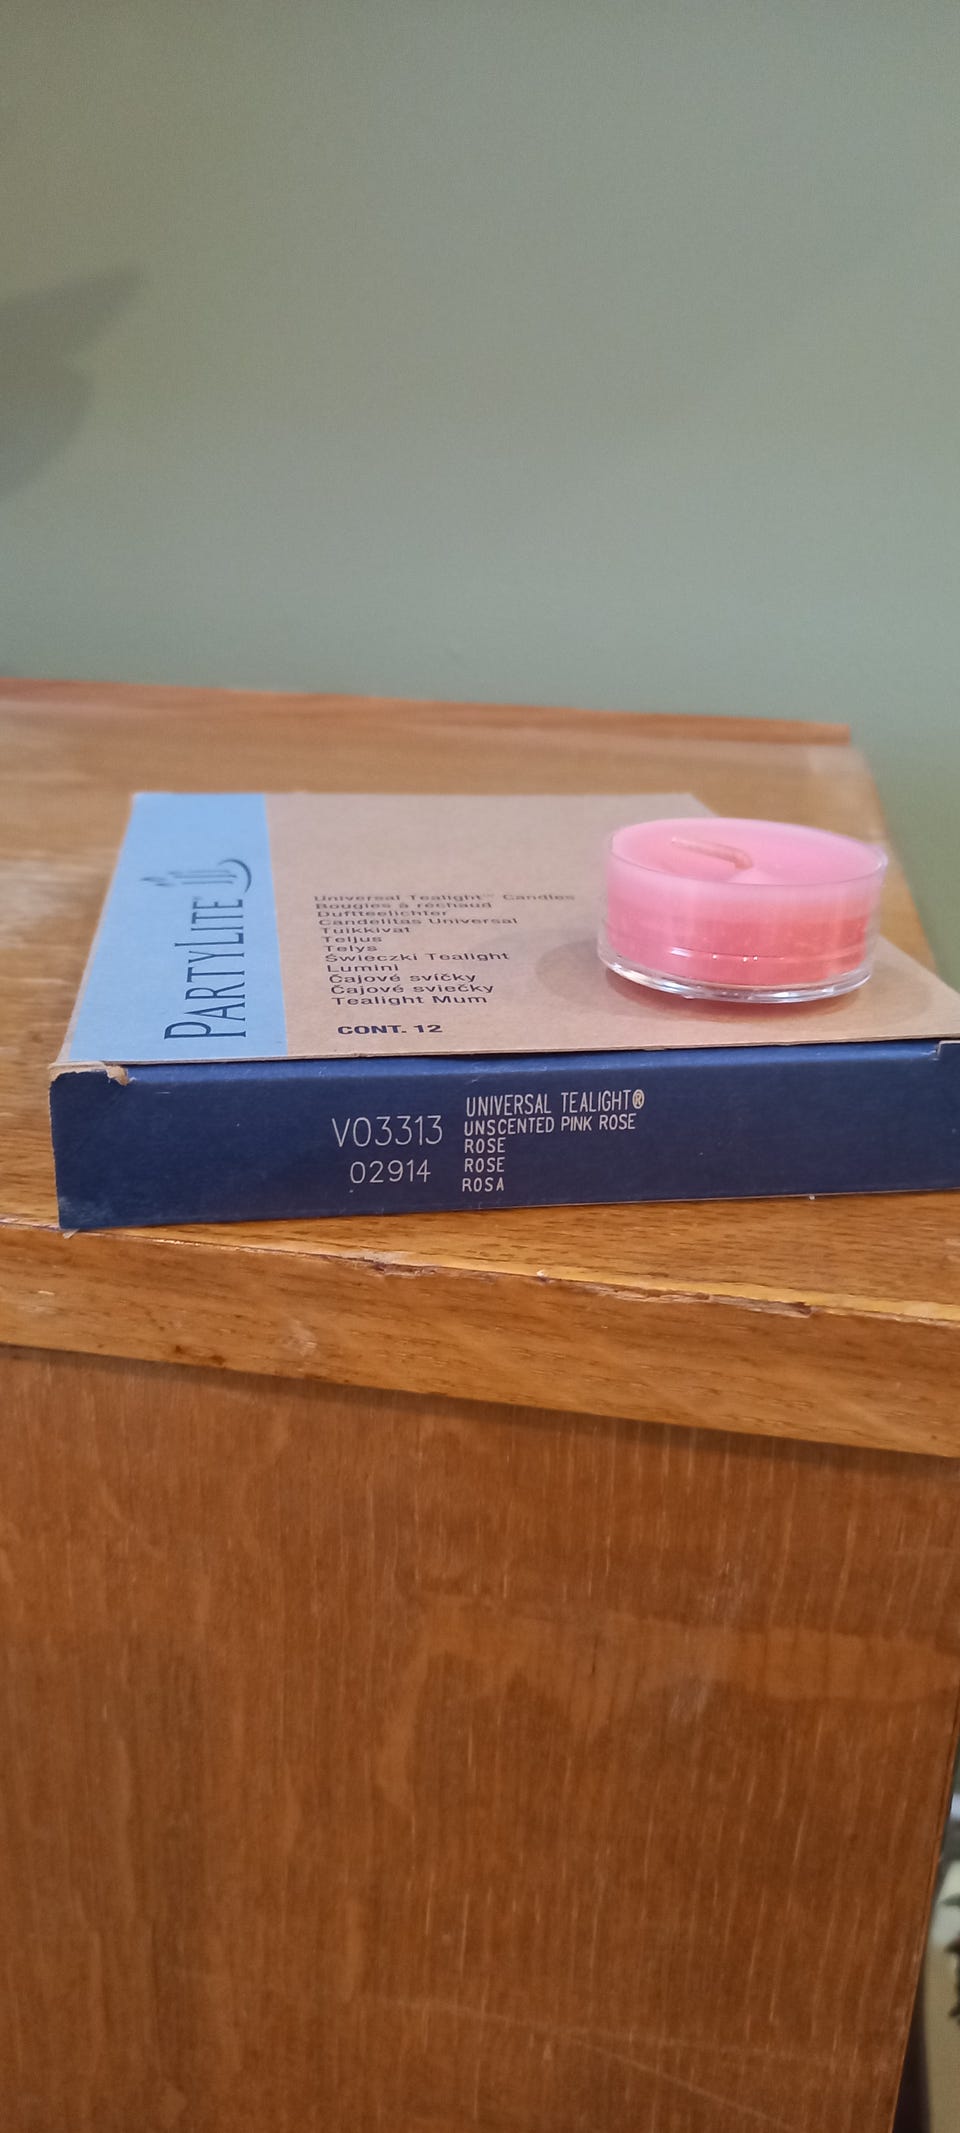 PARTYLITE
Universal Tealight™ Candles
Bougies à réchaud
Duftteelichter
Candelitas Universal
Tuikkivat
Teljus
Telys
Świeczki Tealight
Lumini
Čajové svíčky
Čajové sviečky
Tealight Mum
CONT. 12
V03313
02914
UNIVERSAL TEALIGHT®
UNSCENTED PINK ROSE
ROSE
ROSE
ROSA